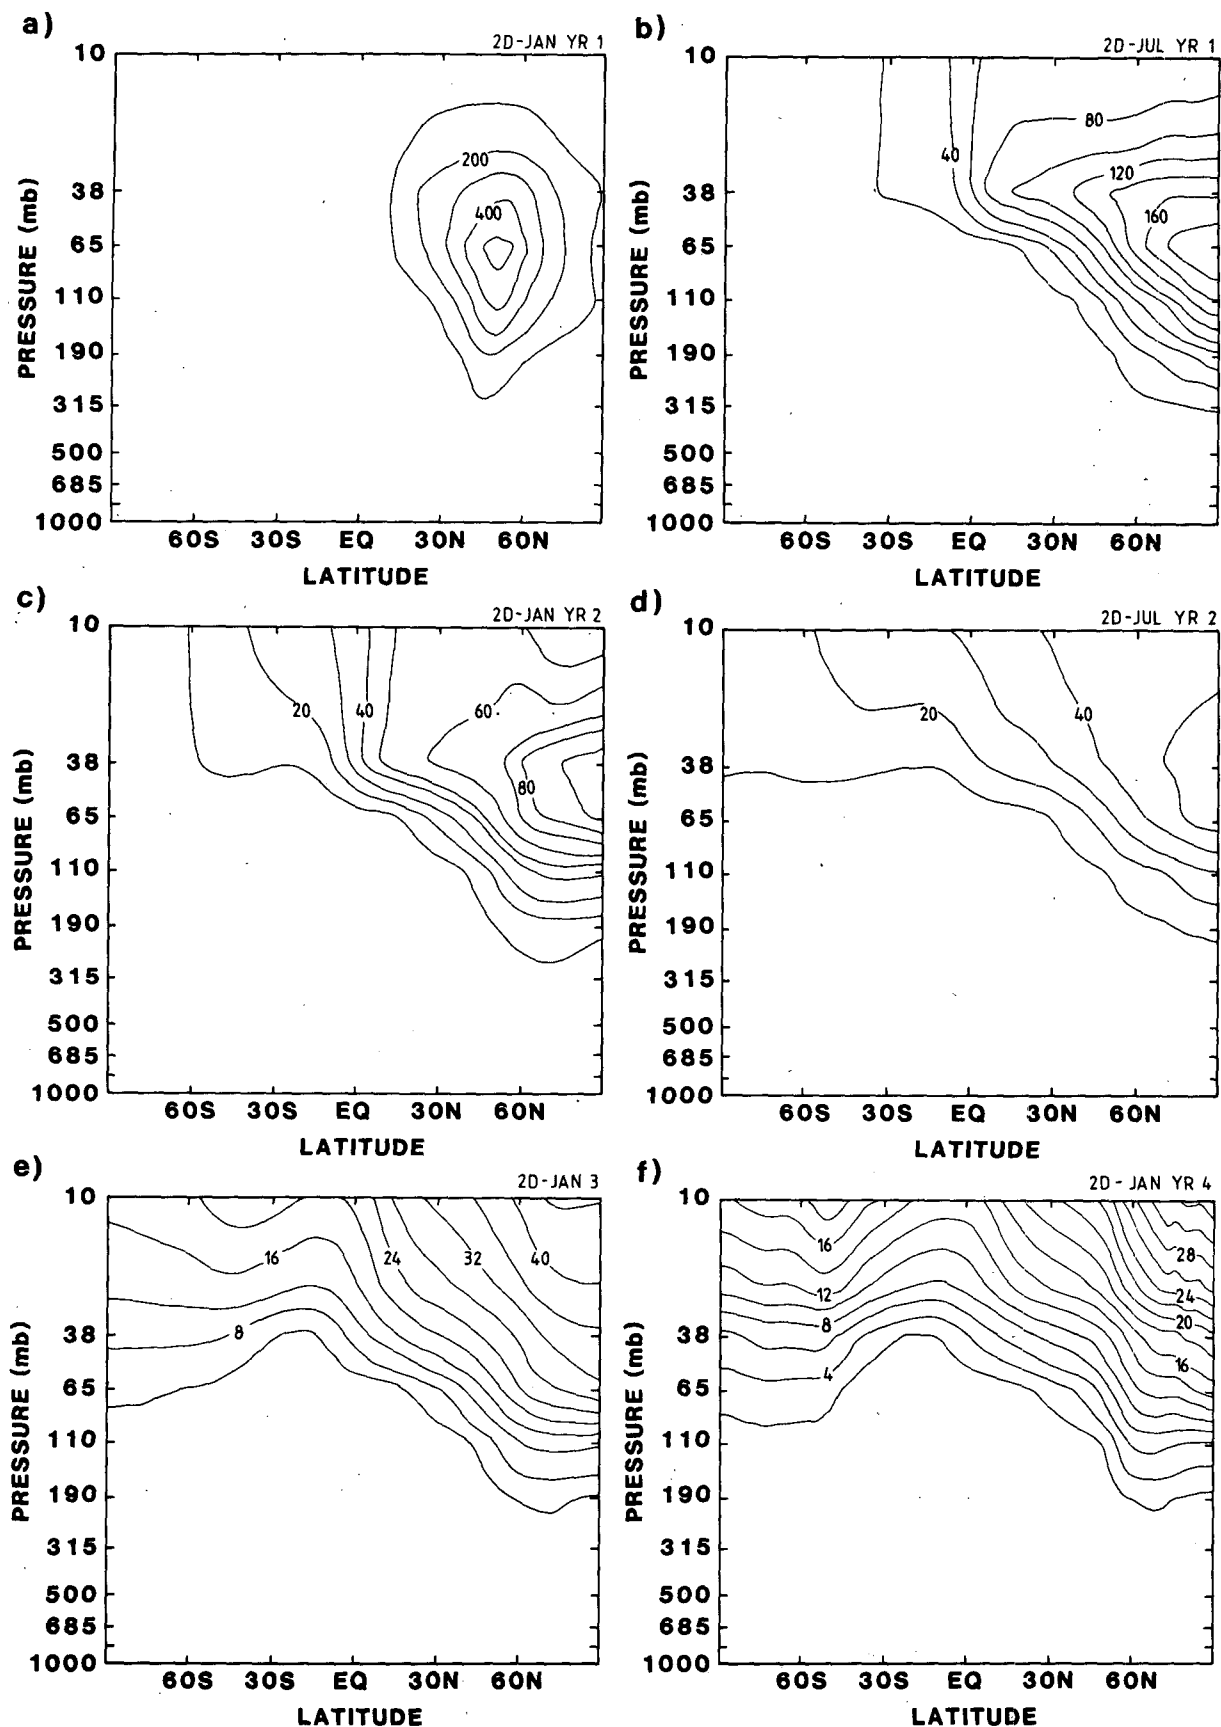 a)
2D-JAN YR 1
10
38
65
110
190
315
500
685
1000
PRESSURE (mb)
200
400
60S 30S EQ 30N 60N
LATITUDE
b)
2D-JUL YR 1
10
38
65
110
190
315
500
685
1000
PRESSURE (mb)
80
40
120
160
60S 30S EQ 30N 60N
LATITUDE
c)
2D-JAN YR 2
10
38
65
110
190
315
500
685
1000
PRESSURE (mb)
20
40
60
80
60S 30S EQ 30N 60N
LATITUDE
d)
2D-JUL YR 2
10
38
65
110
190
315
500
685
1000
PRESSURE (mb)
20
40
60S 30S EQ 30N 60N
LATITUDE
e)
2D-JAN 3
10
38
65
110
190
315
500
685
1000
PRESSURE (mb)
16
24
32
40
8
60S 30S EQ 30N 60N
LATITUDE
f)
2D-JAN YR 4
10
38
65
110
190
315
500
685
1000
PRESSURE (mb)
16
28
12
24
8
20
16
4
60S 30S EQ 30N 60N
LATITUDE